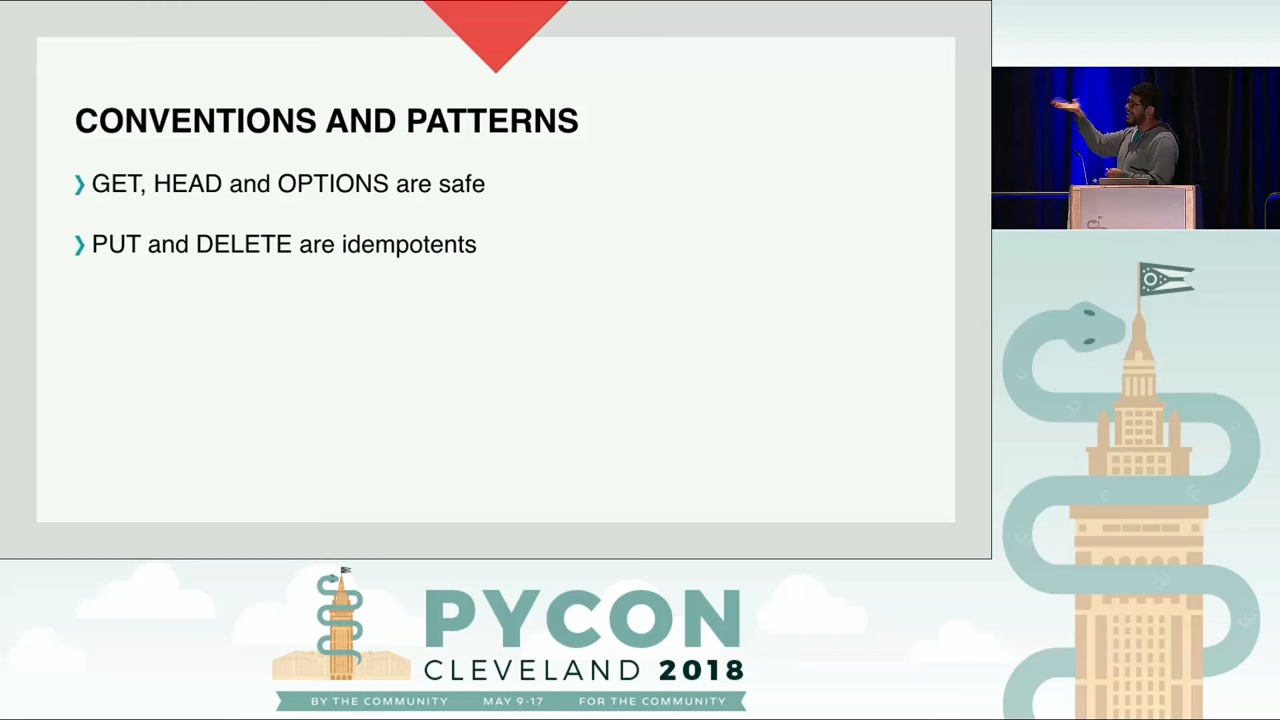 CONVENTIONS AND PATTERNS
❯ GET, HEAD and OPTIONS are safe
❯ PUT and DELETE are idempotents
PYCON
CLEVELAND 2018
BY THE COMMUNITY MAY 9-17 FOR THE COMMUNITY